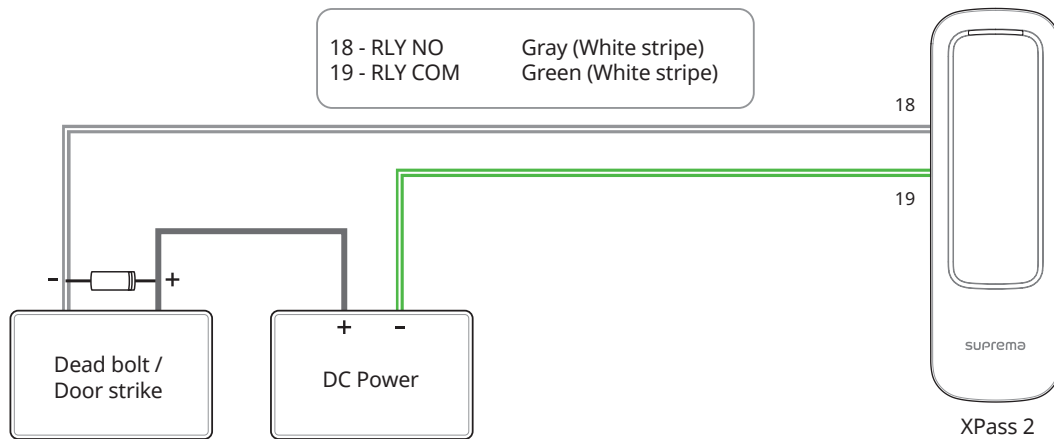 18 - RLY NO Gray (White stripe)
19 - RLY COM Green (White stripe)
18
19
- +
+ -
Dead bolt /
Door strike
DC Power
suprema
XPass 2